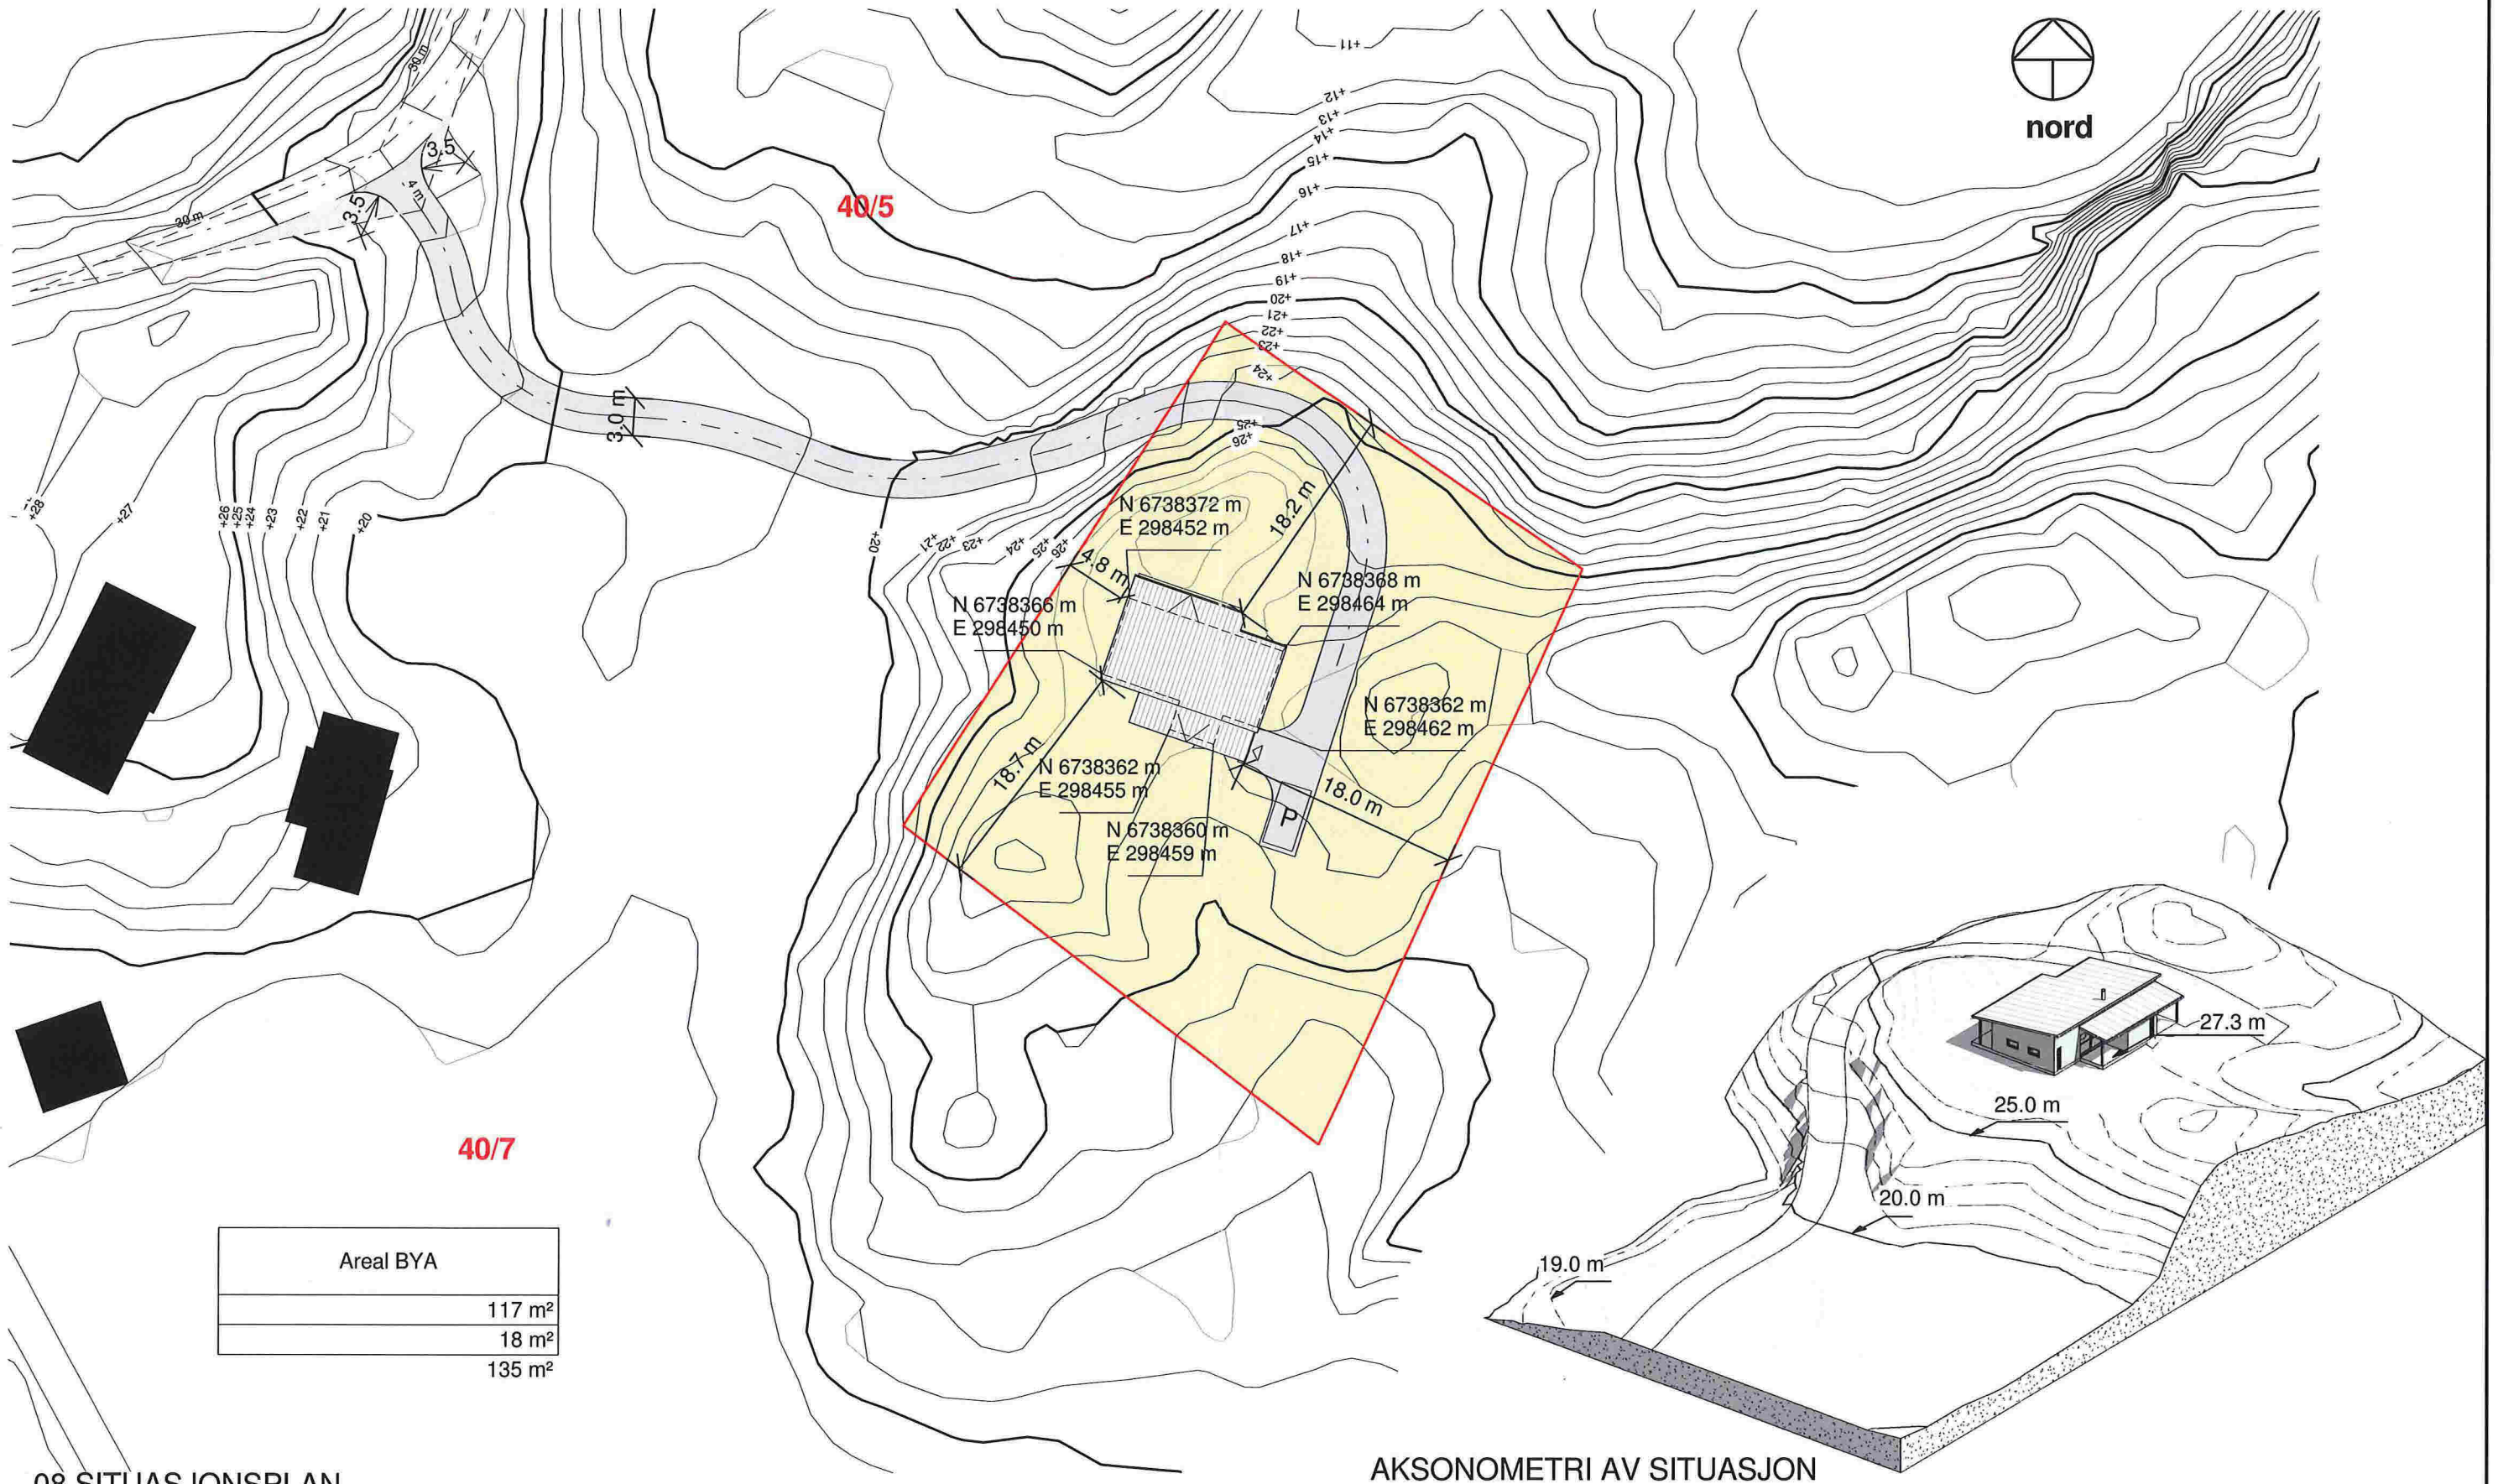 +11
+12
+13
+14
+15
+16
+17
+18
+19
+20
+21
+22
+23
+24
+25
+26
nord
30 m
30 m
3.5
3.5
4 m
40/5
3.0 m
+28
+27
+26
+25
+24
+23
+22
+21
+20
+20
+21
+22
+23
+24
+25
+26
N 6738372 m
E 298452 m
18.2 m
4.8 m
N 6738368 m
E 298464 m
N 6738366 m
E 298450 m
N 6738362 m
E 298462 m
18.7 m
N 6738362 m
E 298455 m
18.0 m
P
N 6738360 m
E 298459 m
27.3 m
25.0 m
20.0 m
19.0 m
40/7
Areal BYA
117 m²
18 m²
135 m²
08 SITUASJONSPLAN
AKSONOMETRI AV SITUASJON